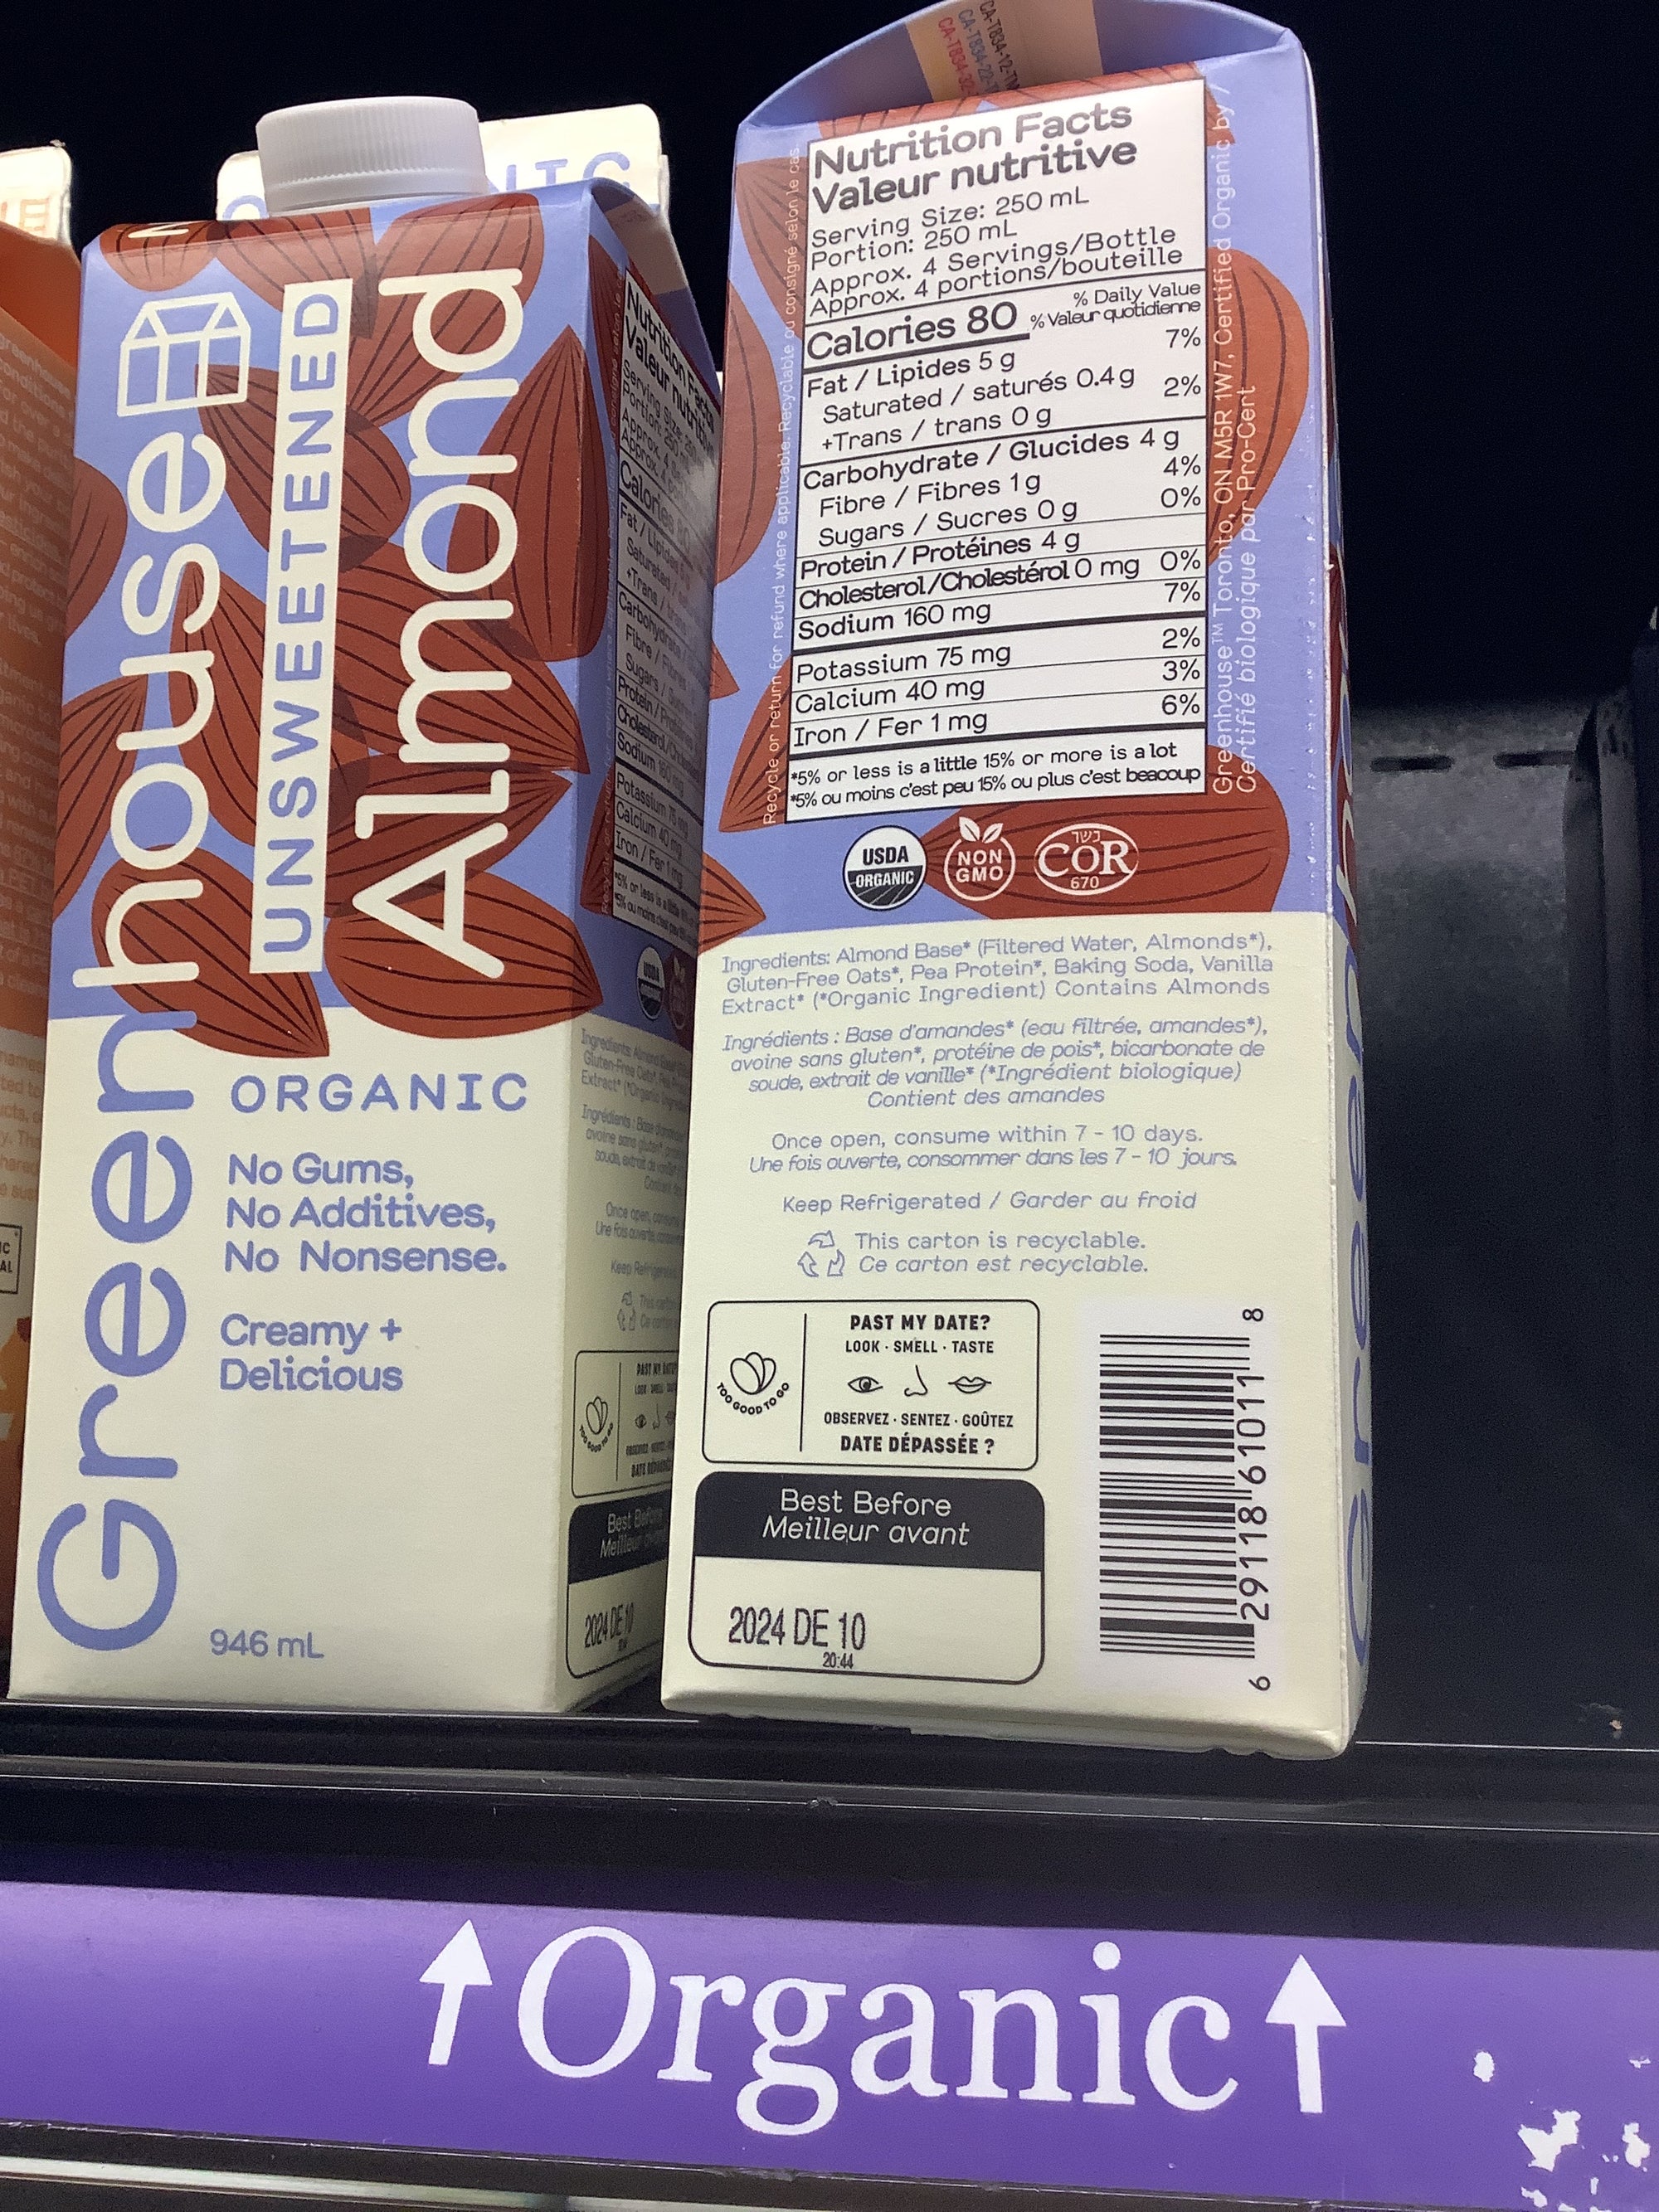 Greenhouse
UNSWEETENED
Almond
ORGANIC
No Gums,
No Additives,
No Nonsense.
Creamy +
Delicious
946 mL
Nutrition Facts
Valeur nutritive
Serving Size: 250 mL
Portion: 250 mL
Approx. 4 Servings/Bottle
Approx. 4 portions/bouteille
Calories 80
% Daily Value
% Valeur quotidienne
Fat / Lipides 5 g 7%
Saturated / saturés 0.4 g
+Trans / trans 0 g 2%
Carbohydrate / Glucides 4 g
Fibre / Fibres 1 g 4%
Sugars / Sucres 0 g 0%
Protein / Protéines 4 g
Cholesterol/Cholestérol 0 mg 0%
Sodium 160 mg 7%
Potassium 75 mg 2%
Calcium 40 mg 3%
Iron / Fer 1 mg 6%
*5% or less is a little 15% or more is a lot
*5% ou moins c'est peu 15% ou plus c'est beacoup
Recycle or return for refund where applicable. Recyclable ou consigné selon le cas.
Greenhouse™ Toronto, ON M5R 1W7, Certified Organic by /
Certifié biologique par Pro-Cert
USDA
ORGANIC
NON
GMO
כשר
COR
670
Ingredients: Almond Base* (Filtered Water, Almonds*),
Gluten-Free Oats*, Pea Protein*, Baking Soda, Vanilla
Extract* (*Organic Ingredient) Contains Almonds
Ingrédients : Base d'amandes* (eau filtrée, amandes*),
avoine sans gluten*, protéine de pois*, bicarbonate de
soude, extrait de vanille* (*Ingrédient biologique)
Contient des amandes
Once open, consume within 7 - 10 days.
Une fois ouverte, consommer dans les 7 - 10 jours.
Keep Refrigerated / Garder au froid
This carton is recyclable.
Ce carton est recyclable.
TOO GOOD TO GO
PAST MY DATE?
LOOK · SMELL · TASTE
OBSERVEZ · SENTEZ · GOÛTEZ
DATE DÉPASSÉE ?
Best Before
Meilleur avant
2024 DE 10
20:44
6 29118 61011 8
↑Organic↑